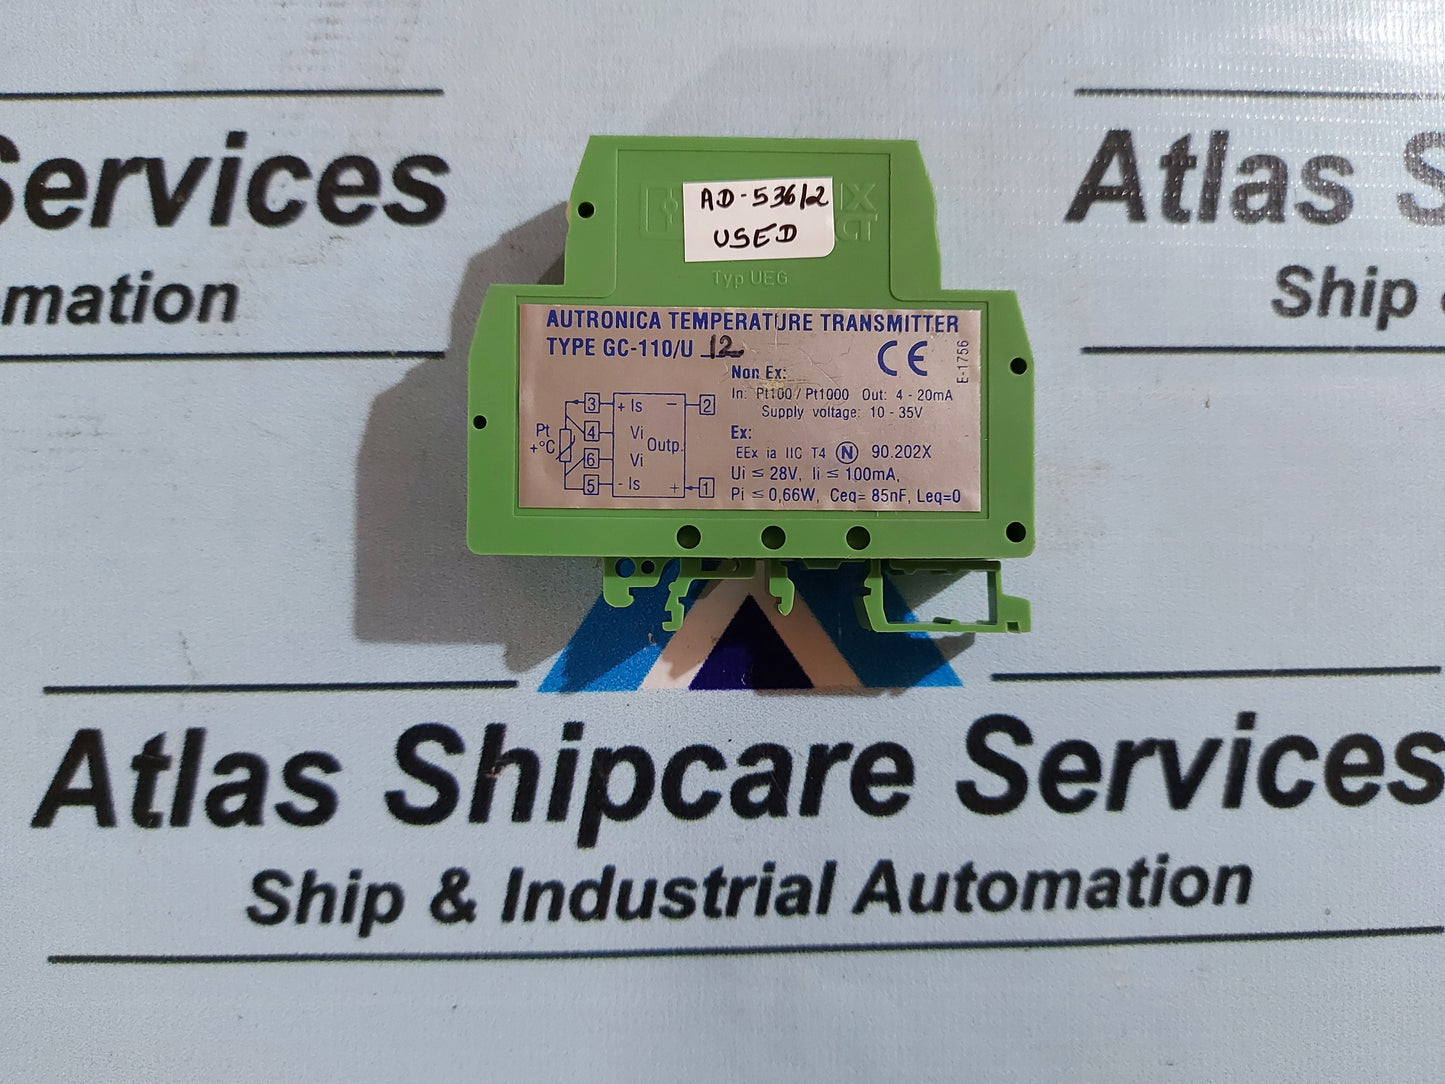 Services
mation
Atlas S
Ship
AD-536/2
USED
Typ UEG
AUTRONICA TEMPERATURE TRANSMITTER
TYPE GC-110/U 12
CE
E-1756
Non Ex:
In: Pt100 / Pt1000 Out: 4 - 20mA
Supply voltage: 10 - 35V
Ex:
EEx ia IIC T4 N 90.202X
Ui ≤ 28V, Ii ≤ 100mA,
Pi ≤ 0,66W, Ceq= 85nF, Leq=0
3 + Is - 2
Pt 4 Vi Outp.
+°C 6 Vi
5 - Is + 1
Atlas Shipcare Services
Ship & Industrial Automation